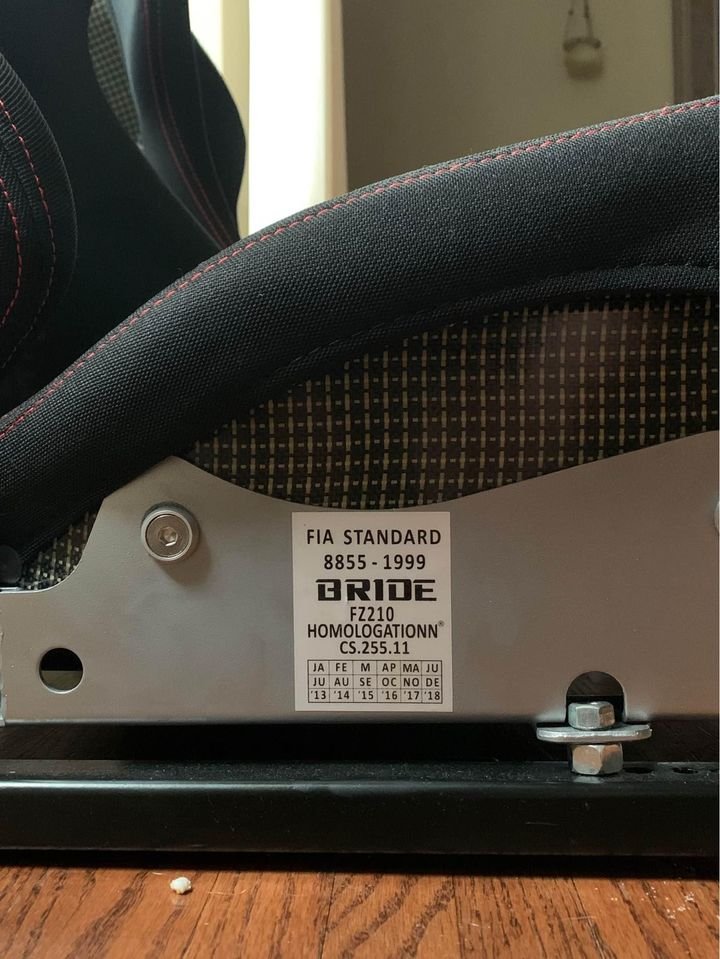 FIA STANDARD
8855 - 1999
BRIDE
FZ210
HOMOLOGATIONN®
CS.255.11
JA FE M AP MA JU
JU AU SE OC NO DE
'13 '14 '15 '16 '17 '18